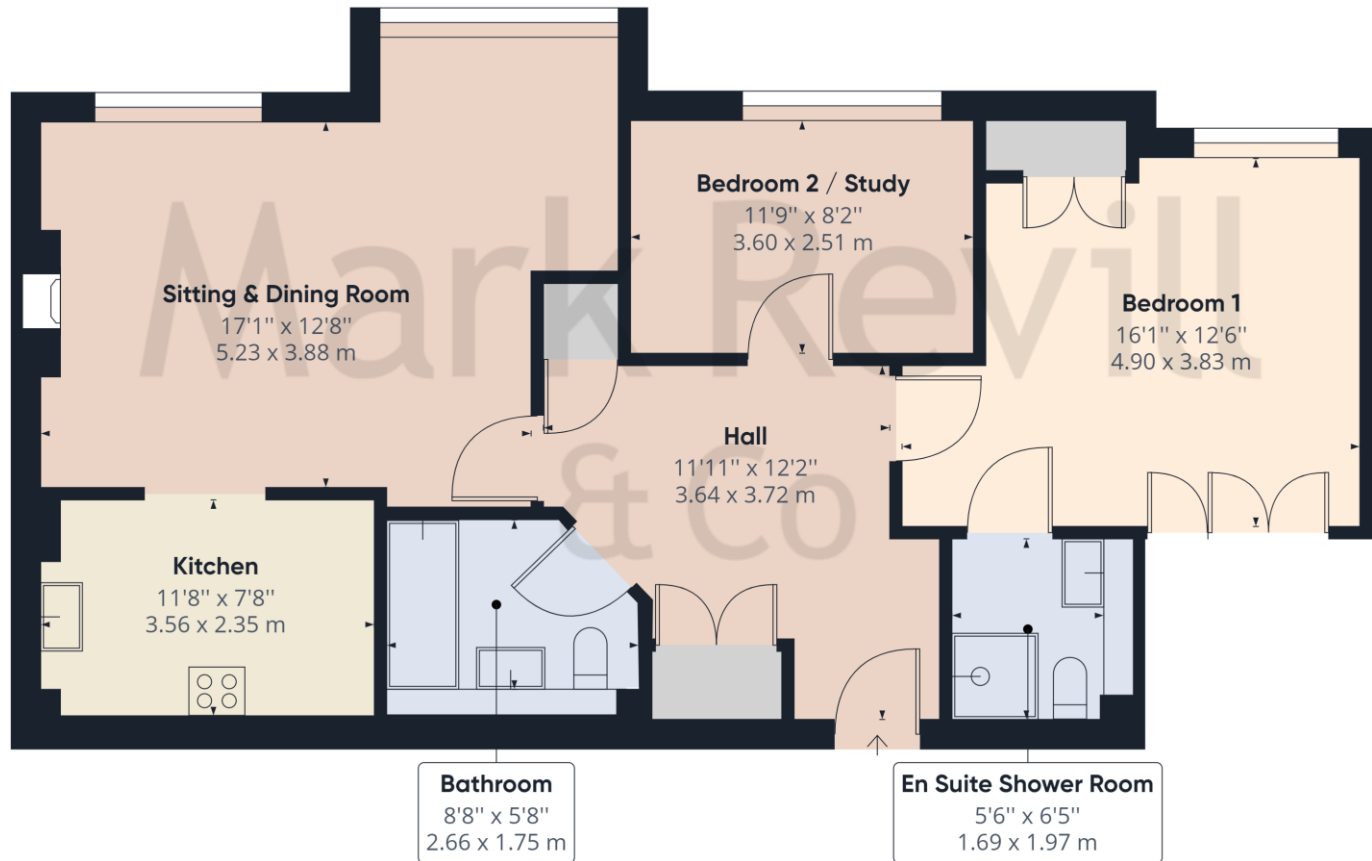 Mark Revill
& Co
Bedroom 2 / Study
11'9'' x 8'2''
3.60 x 2.51 m
Sitting & Dining Room
17'1'' x 12'8''
5.23 x 3.88 m
Bedroom 1
16'1'' x 12'6''
4.90 x 3.83 m
Hall
11'11'' x 12'2''
3.64 x 3.72 m
Kitchen
11'8'' x 7'8''
3.56 x 2.35 m
Bathroom
8'8'' x 5'8''
2.66 x 1.75 m
En Suite Shower Room
5'6'' x 6'5''
1.69 x 1.97 m